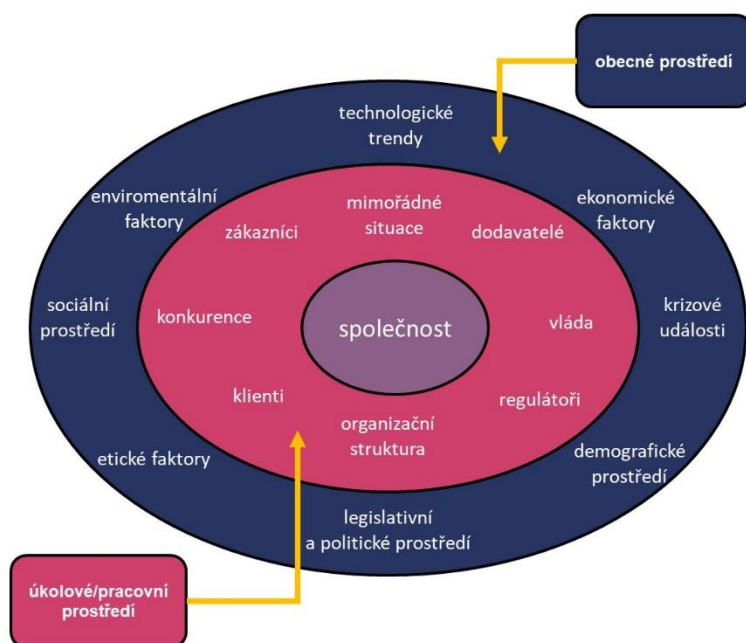 obecné prostředí
technologické
trendy
enviromentální
faktory
ekonomické
faktory
mimořádné
situace
zákazníci
dodavatelé
sociální
prostředí
konkurence
společnost
vláda
krizové
události
klienti
regulátoři
organizační
struktura
etické faktory
demografické
prostředí
legislativní
a politické prostředí
úkolové/pracovní
prostředí